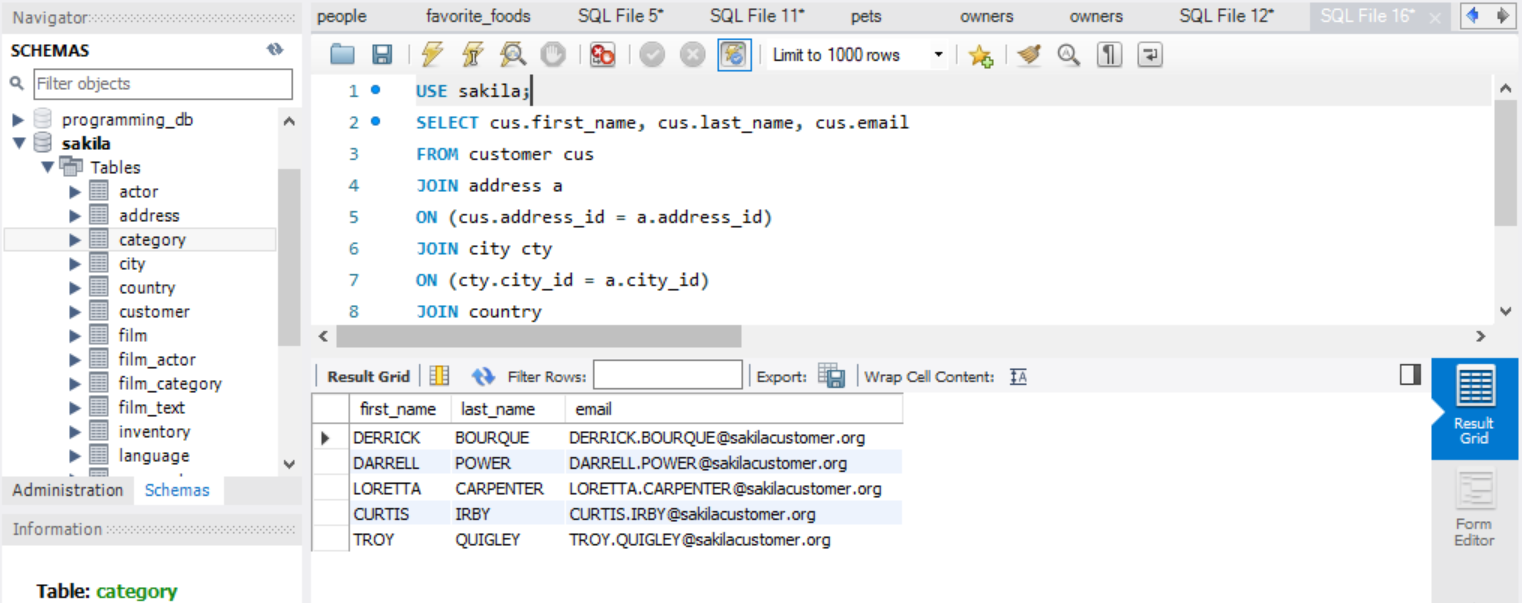 Navigator
people favorite_foods SQL File 5* SQL File 11* pets owners owners SQL File 12* SQL File 16*
SCHEMAS
Filter objects
programming_db
sakila
Tables
actor
address
category
city
country
customer
film
film_actor
film_category
film_text
inventory
language
Administration Schemas
Information
Table: category
Limit to 1000 rows
1 USE sakila;
2 SELECT cus.first_name, cus.last_name, cus.email
3 FROM customer cus
4 JOIN address a
5 ON (cus.address_id = a.address_id)
6 JOIN city cty
7 ON (cty.city_id = a.city_id)
8 JOIN country
Result Grid Filter Rows: Export: Wrap Cell Content: IA
first_name last_name email
DERRICK BOURQUE DERRICK.BOURQUE@sakilacustomer.org
DARRELL POWER DARRELL.POWER@sakilacustomer.org
LORETTA CARPENTER LORETTA.CARPENTER@sakilacustomer.org
CURTIS IRBY CURTIS.IRBY@sakilacustomer.org
TROY QUIGLEY TROY.QUIGLEY@sakilacustomer.org
Result
Grid
Form
Editor